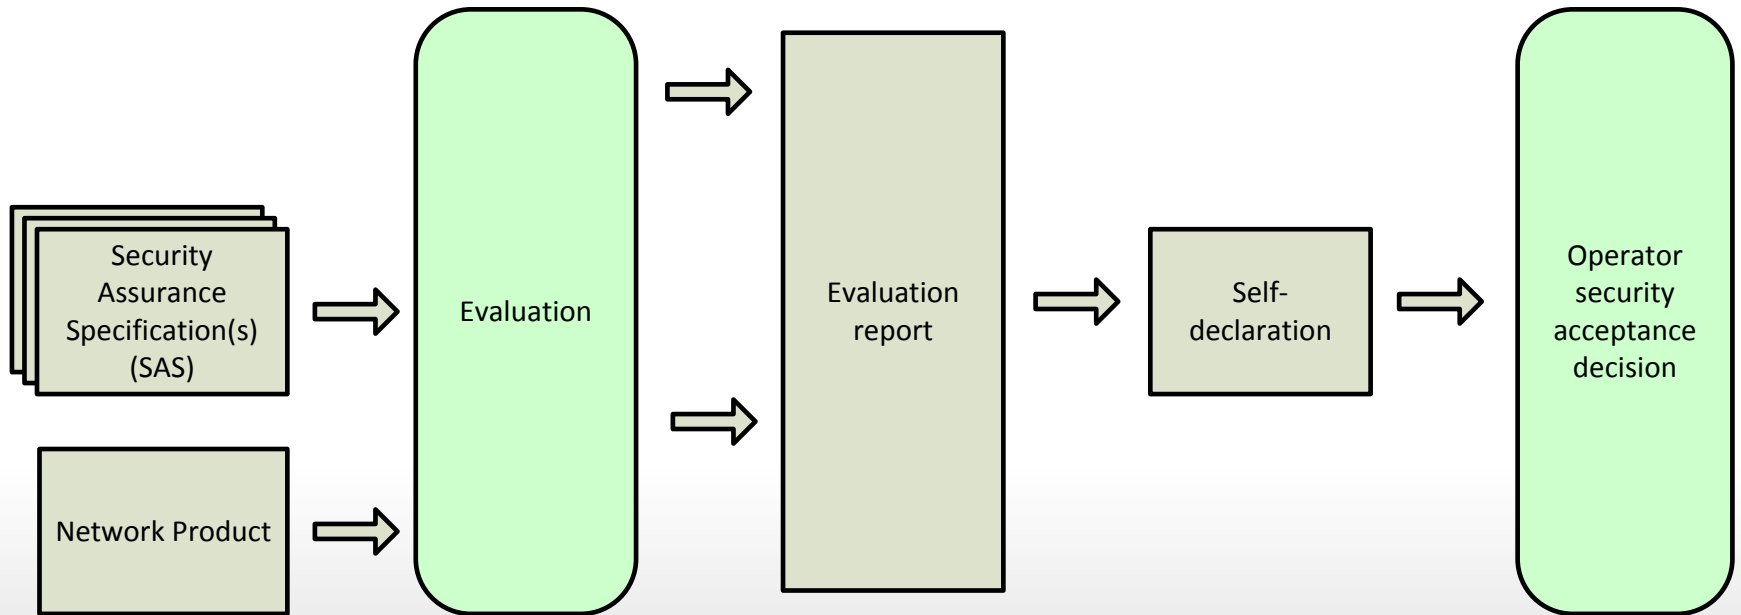 Security
Assurance
Specification(s)
(SAS)
Network Product
Evaluation
Evaluation
report
Self-
declaration
Operator
security
acceptance
decision